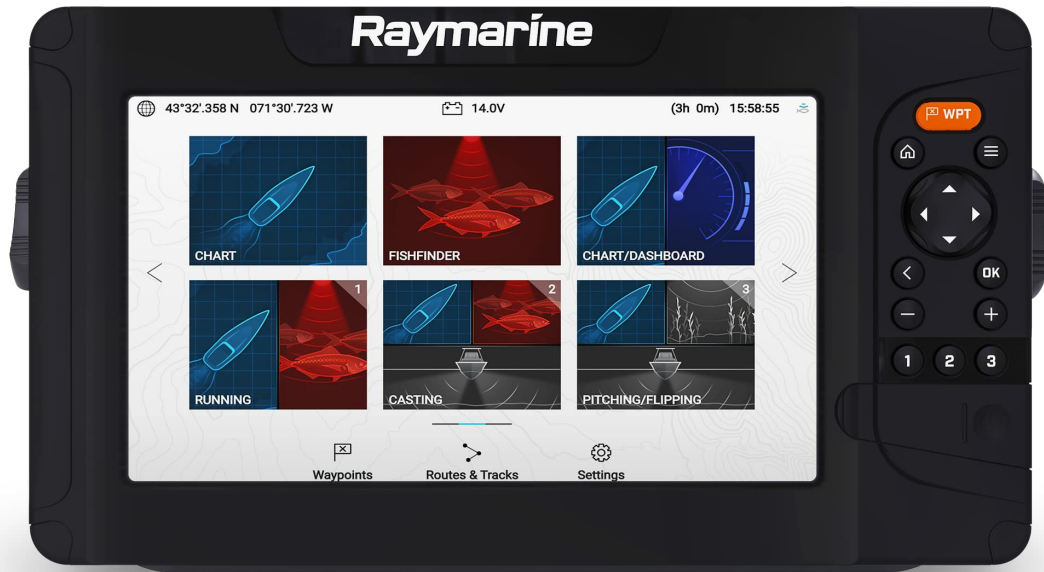 Raymarine
43°32'.358 N 071°30'.723 W
14.0V
(3h 0m) 15:58:55
WPT
CHART
FISHFINDER
CHART/DASHBOARD
OK
1
2
3
RUNNING
CASTING
PITCHING/FLIPPING
1 2 3
Waypoints
Routes & Tracks
Settings